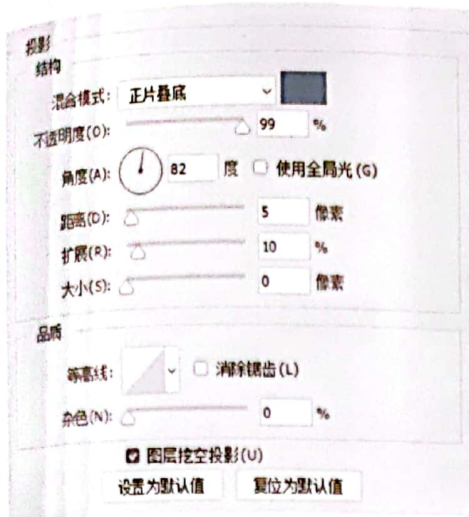 投影
结构
混合模式: 正片叠底
不透明度(O): 99 %
角度(A): 82 度 使用全局光(G)
距离(D): 5 像素
扩展(R): 10 %
大小(S): 0 像素
品质
等高线: 消除锯齿(L)
杂色(N): 0 %
图层挖空投影(U)
设置为默认值 复位为默认值